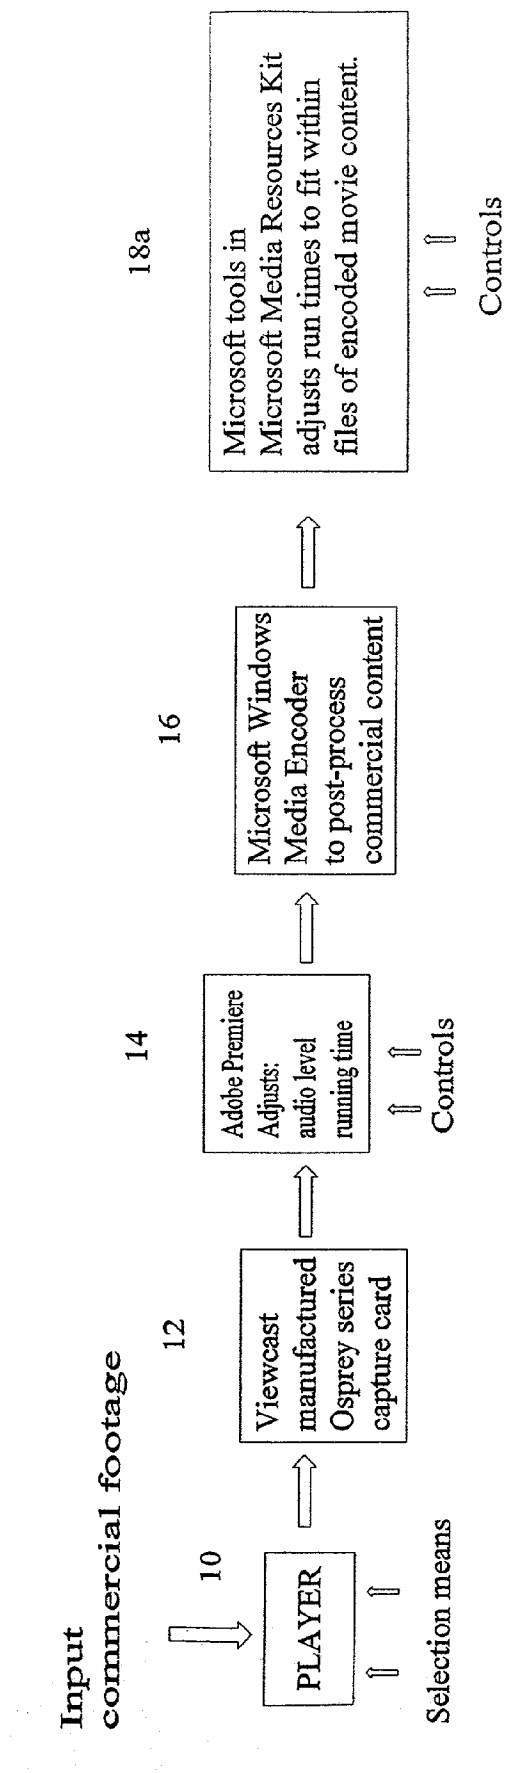 Input
commercial footage
10
PLAYER
Selection means
12
Viewcast
manufactured
Osprey series
capture card
14
Adobe Premiere
Adjusts:
audio level
running time
Controls
16
Microsoft Windows
Media Encoder
to post-process
commercial content
18a
Microsoft tools in
Microsoft Media Resources Kit
adjusts run times to fit within
files of encoded movie content.
Controls